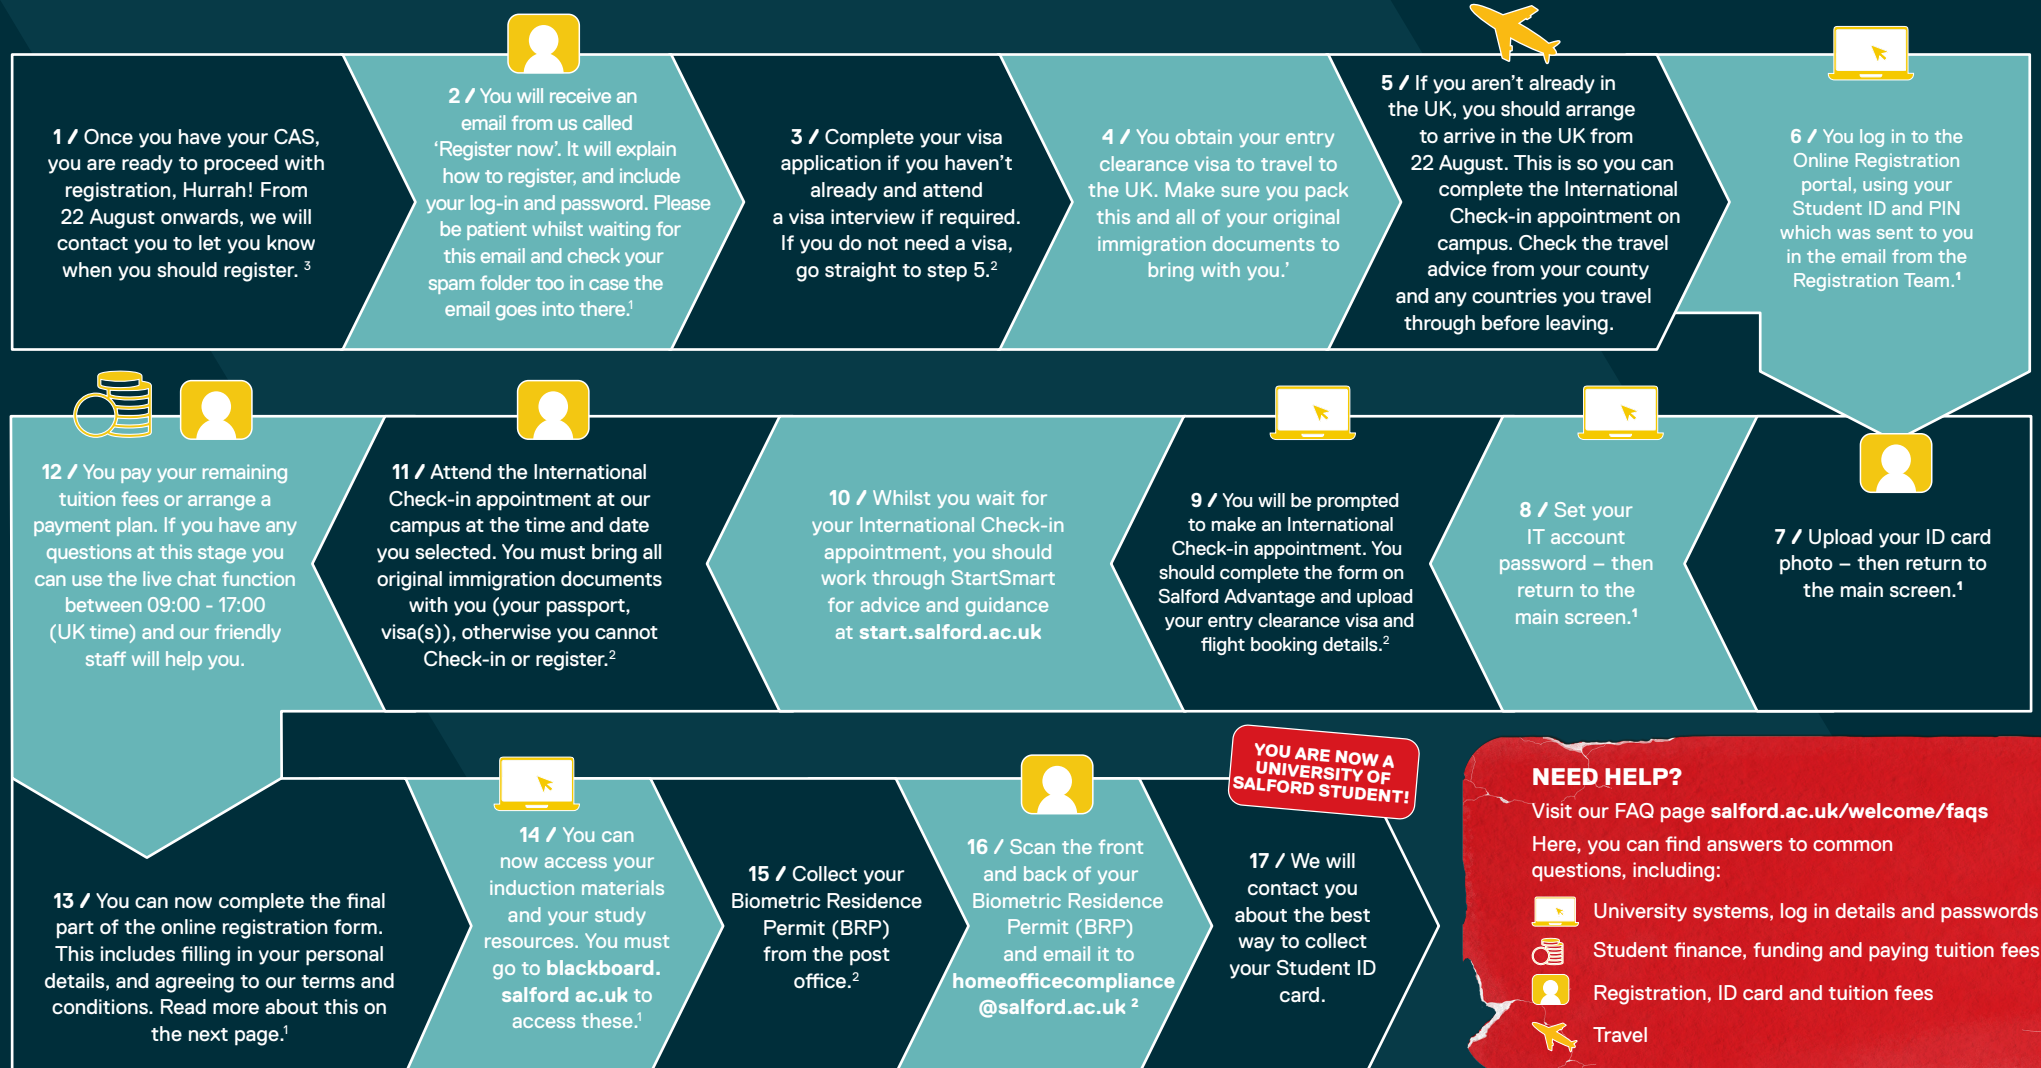 1 / Once you have your CAS,
you are ready to proceed with
registration, Hurrah! From
22 August onwards, we will
contact you to let you know
when you should register. ³
2 / You will receive an
email from us called
‘Register now’. It will explain
how to register, and include
your log-in and password. Please
be patient whilst waiting for
this email and check your
spam folder too in case the
email goes into there.¹
3 / Complete your visa
application if you haven’t
already and attend
a visa interview if required.
If you do not need a visa,
go straight to step 5.²
4 / You obtain your entry
clearance visa to travel to
the UK. Make sure you pack
this and all of your original
immigration documents to
bring with you.’
5 / If you aren’t already in
the UK, you should arrange
to arrive in the UK from
22 August. This is so you can
complete the International
Check-in appointment on
campus. Check the travel
advice from your county
and any countries you travel
through before leaving.
6 / You log in to the
Online Registration
portal, using your
Student ID and PIN
which was sent to you
in the email from the
Registration Team.¹
7 / Upload your ID card
photo – then return to
the main screen.¹
8 / Set your
IT account
password – then
return to the
main screen.¹
9 / You will be prompted
to make an International
Check-in appointment. You
should complete the form on
Salford Advantage and upload
your entry clearance visa and
flight booking details.²
10 / Whilst you wait for
your International Check-in
appointment, you should
work through StartSmart
for advice and guidance
at start.salford.ac.uk
11 / Attend the International
Check-in appointment at our
campus at the time and date
you selected. You must bring all
original immigration documents
with you (your passport,
visa(s)), otherwise you cannot
Check-in or register.²
12 / You pay your remaining
tuition fees or arrange a
payment plan. If you have any
questions at this stage you
can use the live chat function
between 09:00 - 17:00
(UK time) and our friendly
staff will help you.
13 / You can now complete the final
part of the online registration form.
This includes filling in your personal
details, and agreeing to our terms and
conditions. Read more about this on
the next page.¹
14 / You can
now access your
induction materials
and your study
resources. You must
go to blackboard.
salford ac.uk to
access these.¹
15 / Collect your
Biometric Residence
Permit (BRP)
from the post
office.²
16 / Scan the front
and back of your
Biometric Residence
Permit (BRP)
and email it to
homeofficecompliance
@salford.ac.uk ²
17 / We will
contact you
about the best
way to collect
your Student ID
card.
YOU ARE NOW A
UNIVERSITY OF
SALFORD STUDENT!
NEED HELP?
Visit our FAQ page salford.ac.uk/welcome/faqs
Here, you can find answers to common
questions, including:
University systems, log in details and passwords
Student finance, funding and paying tuition fees
Registration, ID card and tuition fees
Travel